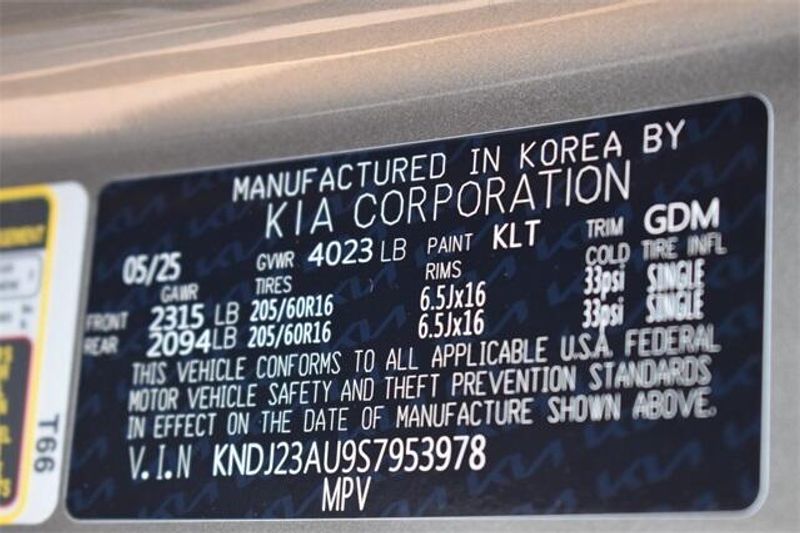 MANUFACTURED IN KOREA BY
KIA CORPORATION
05/25 GVWR 4023 LB PAINT KLT TRIM GDM
GAWR TIRES RIMS COLD TIRE INFL
FRONT 2315 LB 205/60R16 6.5Jx16 33psi SINGLE
REAR 2094LB 205/60R16 6.5Jx16 33psi SINGLE
THIS VEHICLE CONFORMS TO ALL APPLICABLE U.S.A. FEDERAL
MOTOR VEHICLE SAFETY AND THEFT PREVENTION STANDARDS
IN EFFECT ON THE DATE OF MANUFACTURE SHOWN ABOVE.
V.I.N KNDJ23AU9S7953978
MPV
T66